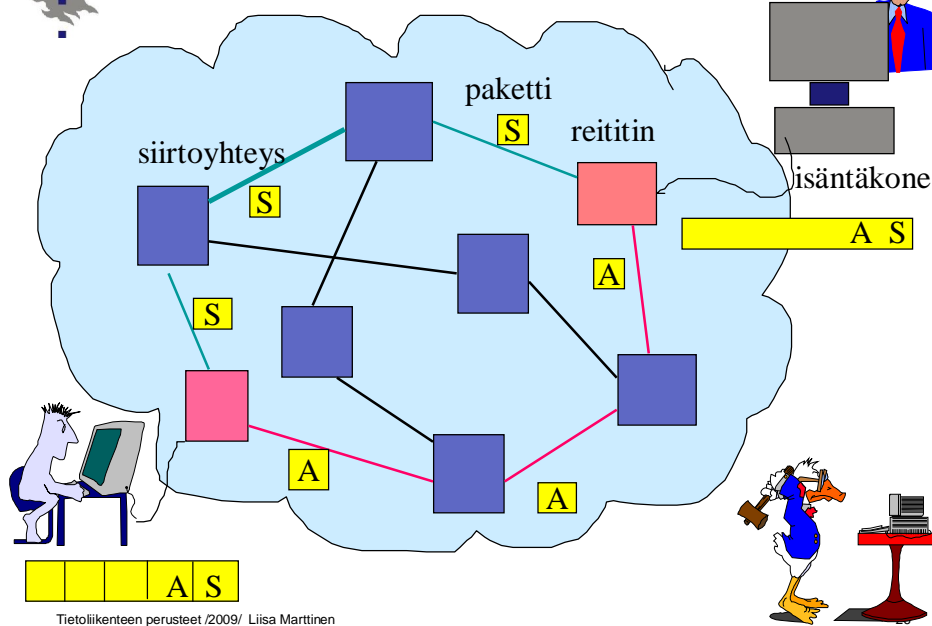 paketti
S
reititin
siirtoyhteys
S
isäntäkone
A S
A
S
A
A
A S
Tietoliikenteen perusteet /2009/ Liisa Marttinen